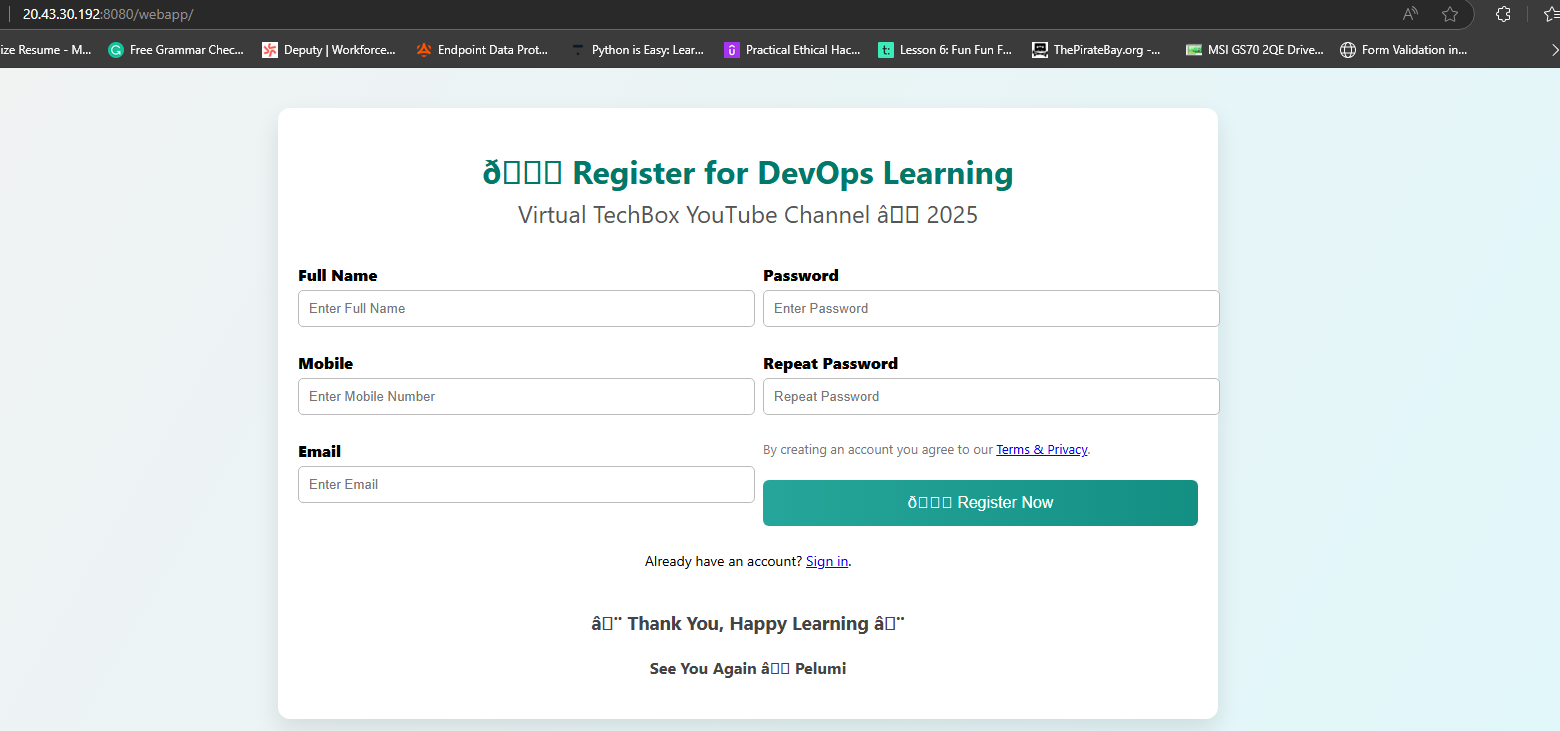 20.43.30.192:8080/webapp/
ize Resume - M... Free Grammar Chec... Deputy | Workforce... Endpoint Data Prot... Python is Easy: Lear... Practical Ethical Hac... Lesson 6: Fun Fun F... ThePirateBay.org -... MSI GS70 2QE Drive... Form Validation in...
ð Register for DevOps Learning
Virtual TechBox YouTube Channel â 2025
Full Name
Enter Full Name
Password
Enter Password
Mobile
Enter Mobile Number
Repeat Password
Repeat Password
Email
Enter Email
By creating an account you agree to our Terms & Privacy.
ð Register Now
Already have an account? Sign in.
â¨ Thank You, Happy Learning â¨
See You Again â Pelumi